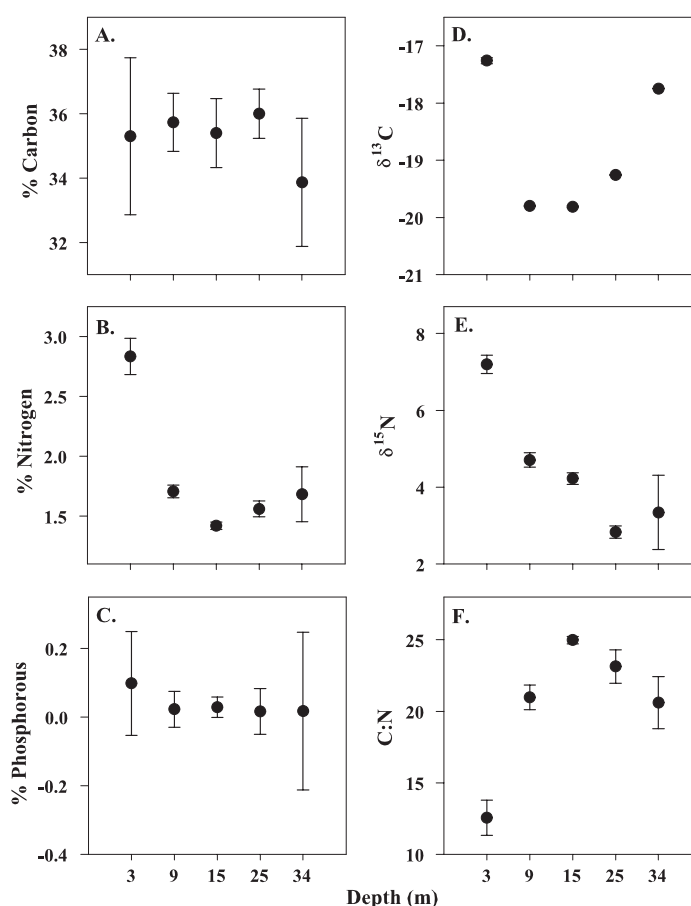 A.
% Carbon
38
36
34
32
B.
% Nitrogen
3.0
2.5
2.0
1.5
C.
% Phosphorous
0.2
0.0
-0.2
-0.4
3 9 15 25 34
D.
δ¹³C
-17
-18
-19
-20
-21
E.
δ¹⁵N
8
6
4
2
F.
C:N
25
20
15
10
3 9 15 25 34
Depth (m)